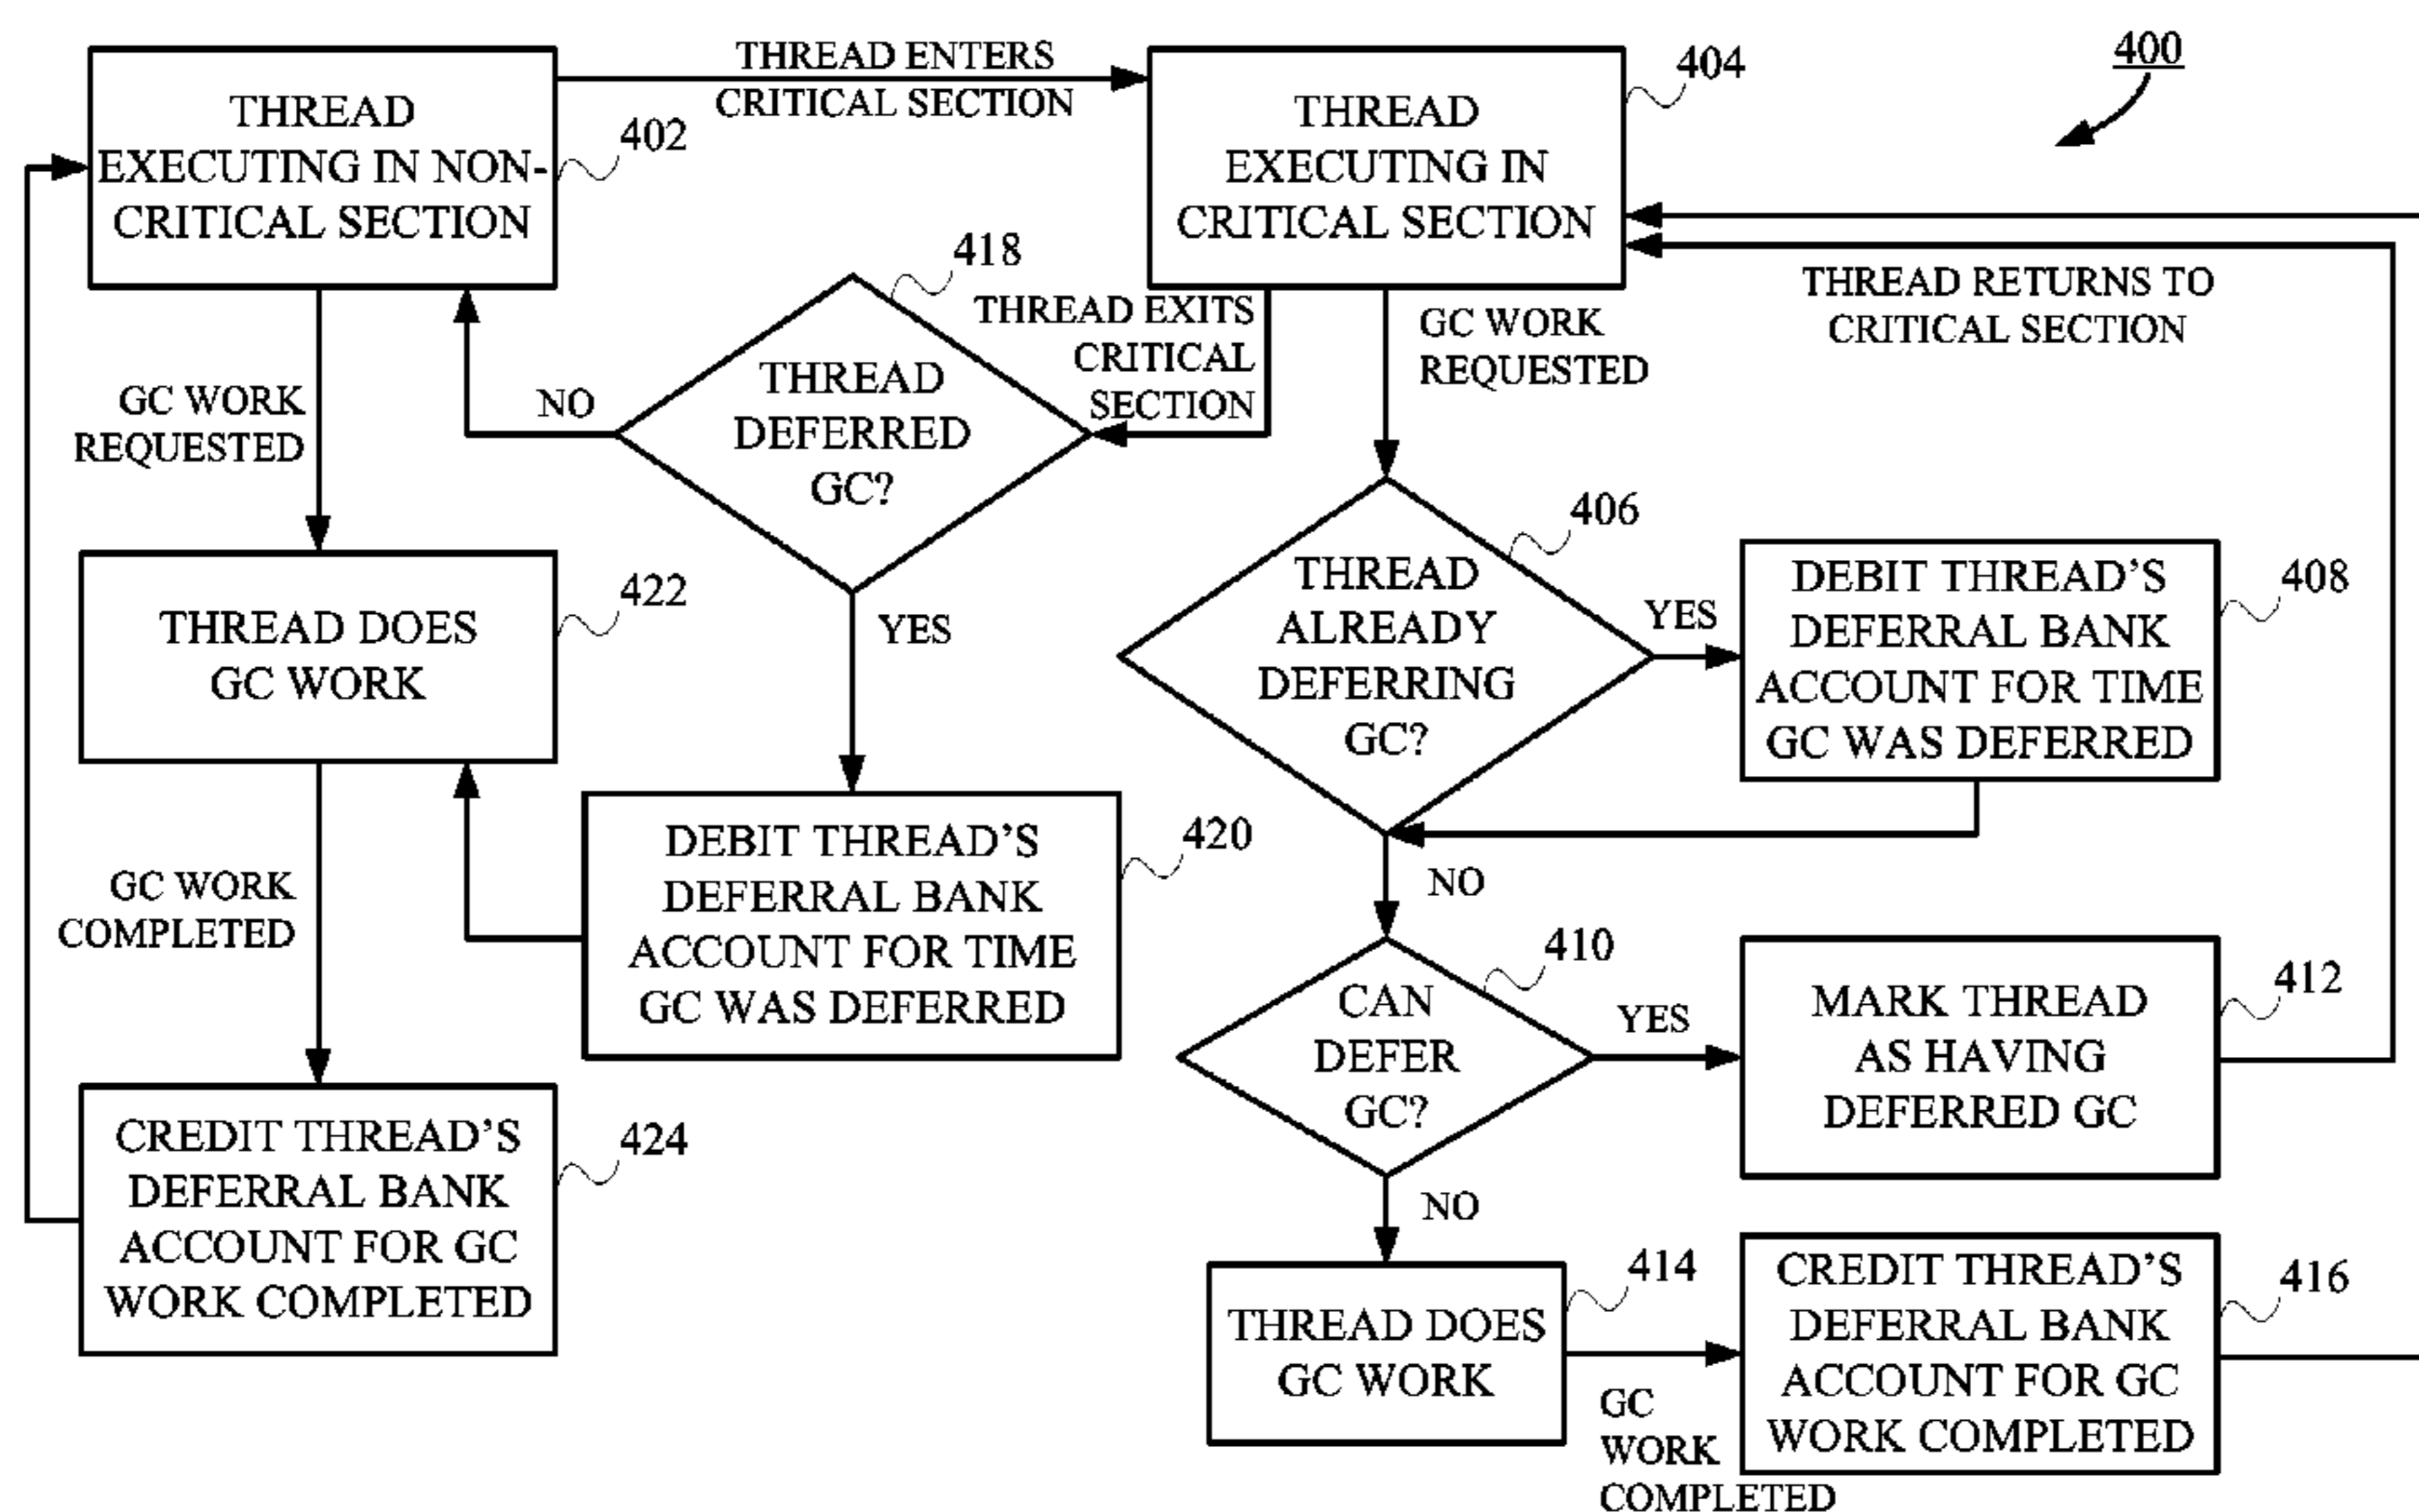 400
THREAD
EXECUTING IN NON-
CRITICAL SECTION
402
THREAD ENTERS
CRITICAL SECTION
THREAD
EXECUTING IN
CRITICAL SECTION
404
THREAD RETURNS TO
CRITICAL SECTION
418
THREAD EXITS
CRITICAL
SECTION
GC WORK
REQUESTED
THREAD
DEFERRED
GC?
NO
YES
GC WORK
REQUESTED
THREAD DOES
GC WORK
422
406
THREAD
ALREADY
DEFERRING
GC?
YES
NO
DEBIT THREAD’S
DEFERRAL BANK
ACCOUNT FOR TIME
GC WAS DEFERRED
408
DEBIT THREAD’S
DEFERRAL BANK
ACCOUNT FOR TIME
GC WAS DEFERRED
420
GC WORK
COMPLETED
CREDIT THREAD’S
DEFERRAL BANK
ACCOUNT FOR GC
WORK COMPLETED
424
410
CAN
DEFER
GC?
YES
NO
MARK THREAD
AS HAVING
DEFERRED GC
412
THREAD DOES
GC WORK
414
GC
WORK
COMPLETED
CREDIT THREAD’S
DEFERRAL BANK
ACCOUNT FOR GC
WORK COMPLETED
416